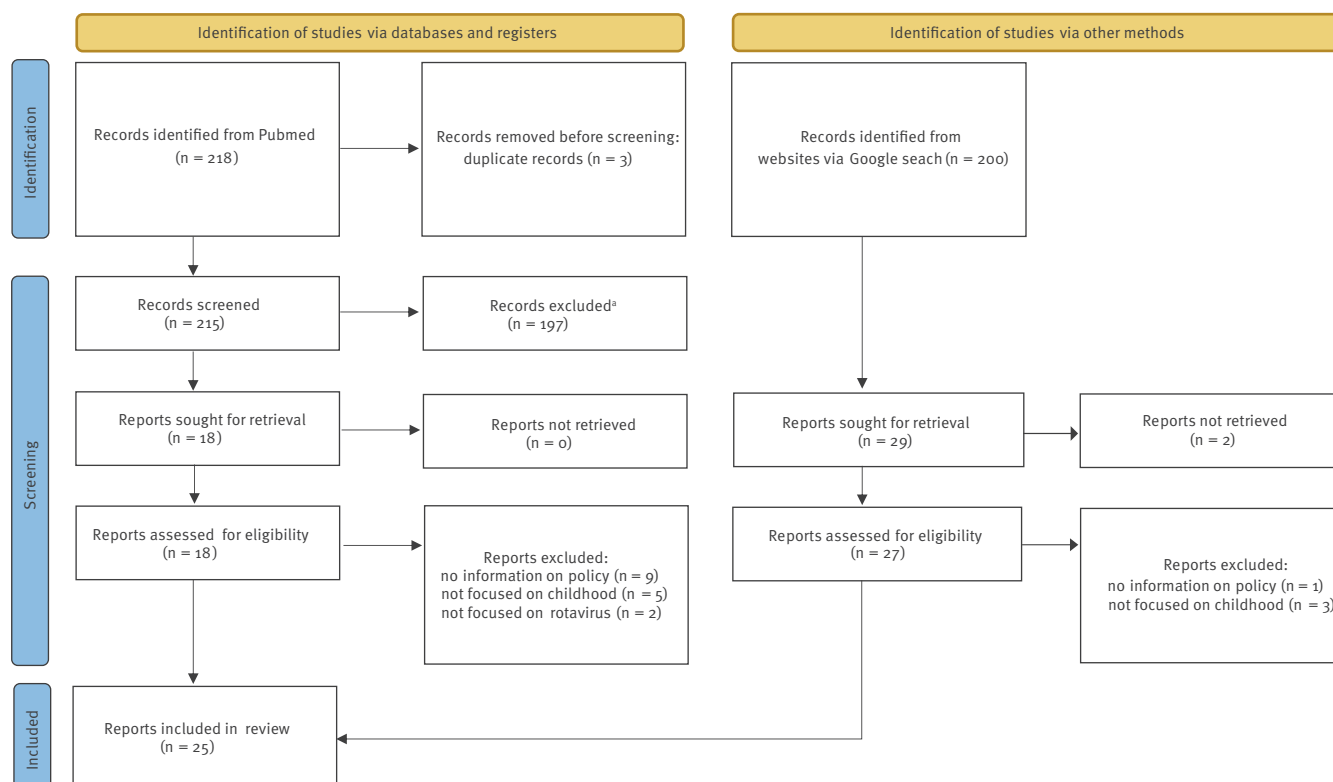 Identification of studies via databases and registers
Identification of studies via other methods
Identification
Records identified from Pubmed
(n = 218)
Records removed before screening:
duplicate records (n = 3)
Records identified from
websites via Google seach (n = 200)
Screening
Records screened
(n = 215)
Records excludedᵃ
(n = 197)
Reports sought for retrieval
(n = 18)
Reports not retrieved
(n = 0)
Reports sought for retrieval
(n = 29)
Reports not retrieved
(n = 2)
Reports assessed for eligibility
(n = 18)
Reports excluded:
no information on policy (n = 9)
not focused on childhood (n = 5)
not focused on rotavirus (n = 2)
Reports assessed for eligibility
(n = 27)
Reports excluded:
no information on policy (n = 1)
not focused on childhood (n = 3)
Included
Reports included in review
(n = 25)